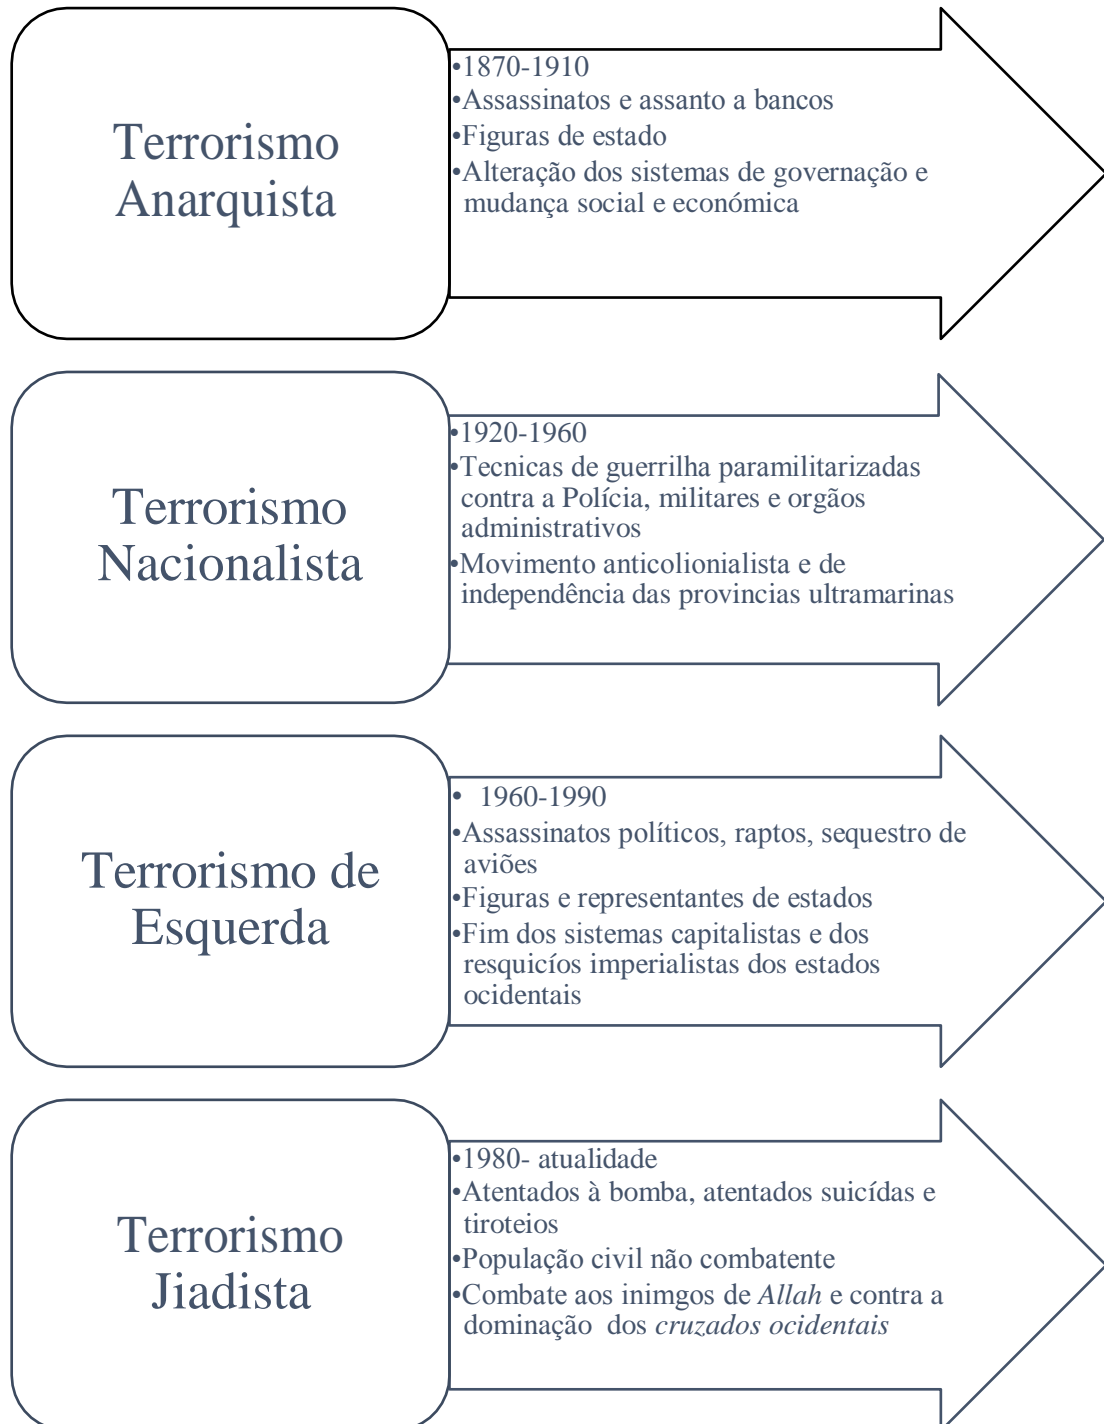 Terrorismo
Anarquista
•1870-1910
•Assassinatos e assanto a bancos
•Figuras de estado
•Alteração dos sistemas de governação e
mudança social e económica
Terrorismo
Nacionalista
•1920-1960
•Tecnicas de guerrilha paramilitarizadas
contra a Polícia, militares e orgãos
administrativos
•Movimento anticolionialista e de
independência das provincias ultramarinas
Terrorismo de
Esquerda
• 1960-1990
•Assassinatos políticos, raptos, sequestro de
aviões
•Figuras e representantes de estados
•Fim dos sistemas capitalistas e dos
resquicíos imperialistas dos estados
ocidentais
Terrorismo
Jiadista
•1980- atualidade
•Atentados à bomba, atentados suicídas e
tiroteios
•População civil não combatente
•Combate aos inimgos de Allah e contra a
dominação dos cruzados ocidentais